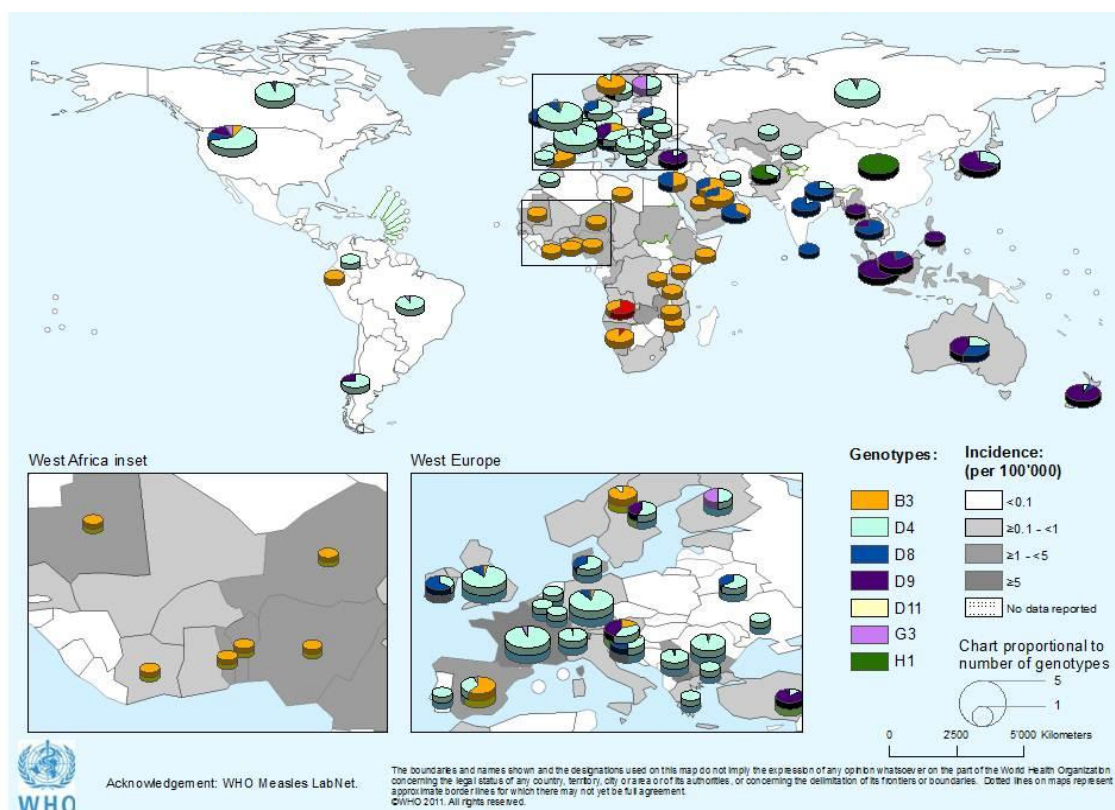 West Africa inset
West Europe
Genotypes:
B3
D4
D8
D9
D11
G3
H1
Incidence:
(per 100'000)
<0.1
≥0.1 - <1
≥1 - <5
≥5
No data reported
Chart proportional to
number of genotypes
5
1
0 2500 5'000 Kilometers
WHO
Acknowledgement: WHO Measles LabNet.
The boundaries and names shown and the designations used on this map do not imply the expression of any opinion whatsoever on the part of the World Health Organization
concerning the legal status of any country, territory, city or area or of its authorities, or concerning the delimitation of its frontiers or boundaries. Dotted lines on maps represent
approximate border lines for which there may not yet be full agreement.
©WHO 2011. All rights reserved.